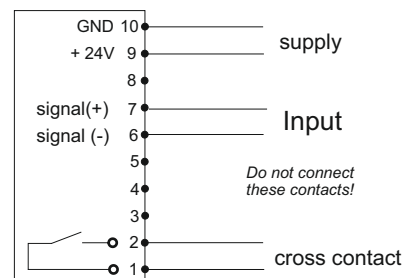 GND 10
supply
+ 24V 9
8
signal(+) 7
Input
signal (-) 6
5
Do not connect
these contacts!
4
3
2
cross contact
1